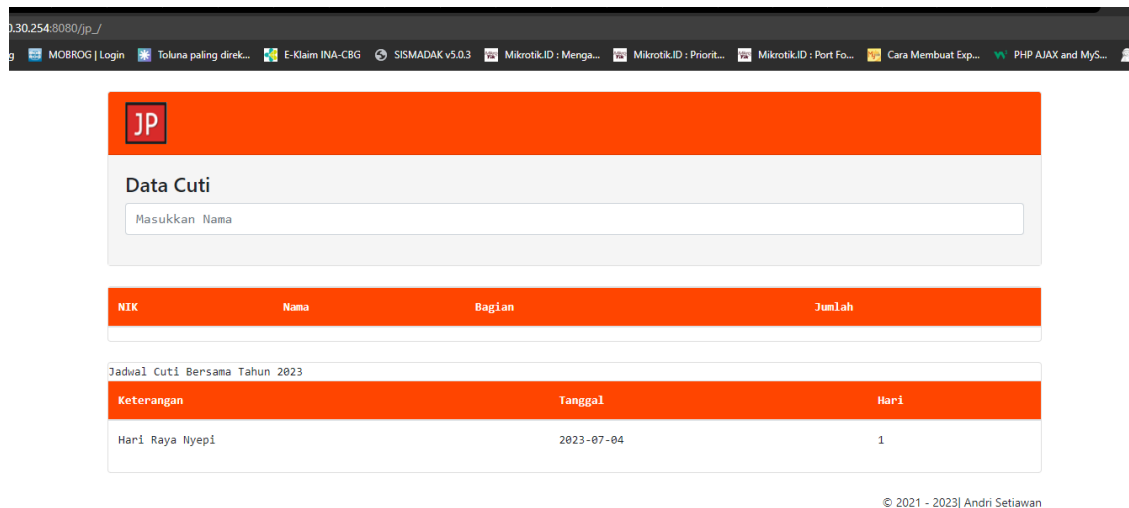 0.30.254:8080/jp_/
g MOBROG | Login Toluna paling direk... E-Klaim INA-CBG SISMADAK v5.0.3 Mikrotik.ID : Menga... Mikrotik.ID : Priorit... Mikrotik.ID : Port Fo... Cara Membuat Exp... PHP AJAX and MyS...
JP
Data Cuti
Masukkan Nama
NIK Nama Bagian Jumlah
Jadwal Cuti Bersama Tahun 2023
Keterangan Tanggal Hari
Hari Raya Nyepi 2023-07-04 1
© 2021 - 2023| Andri Setiawan